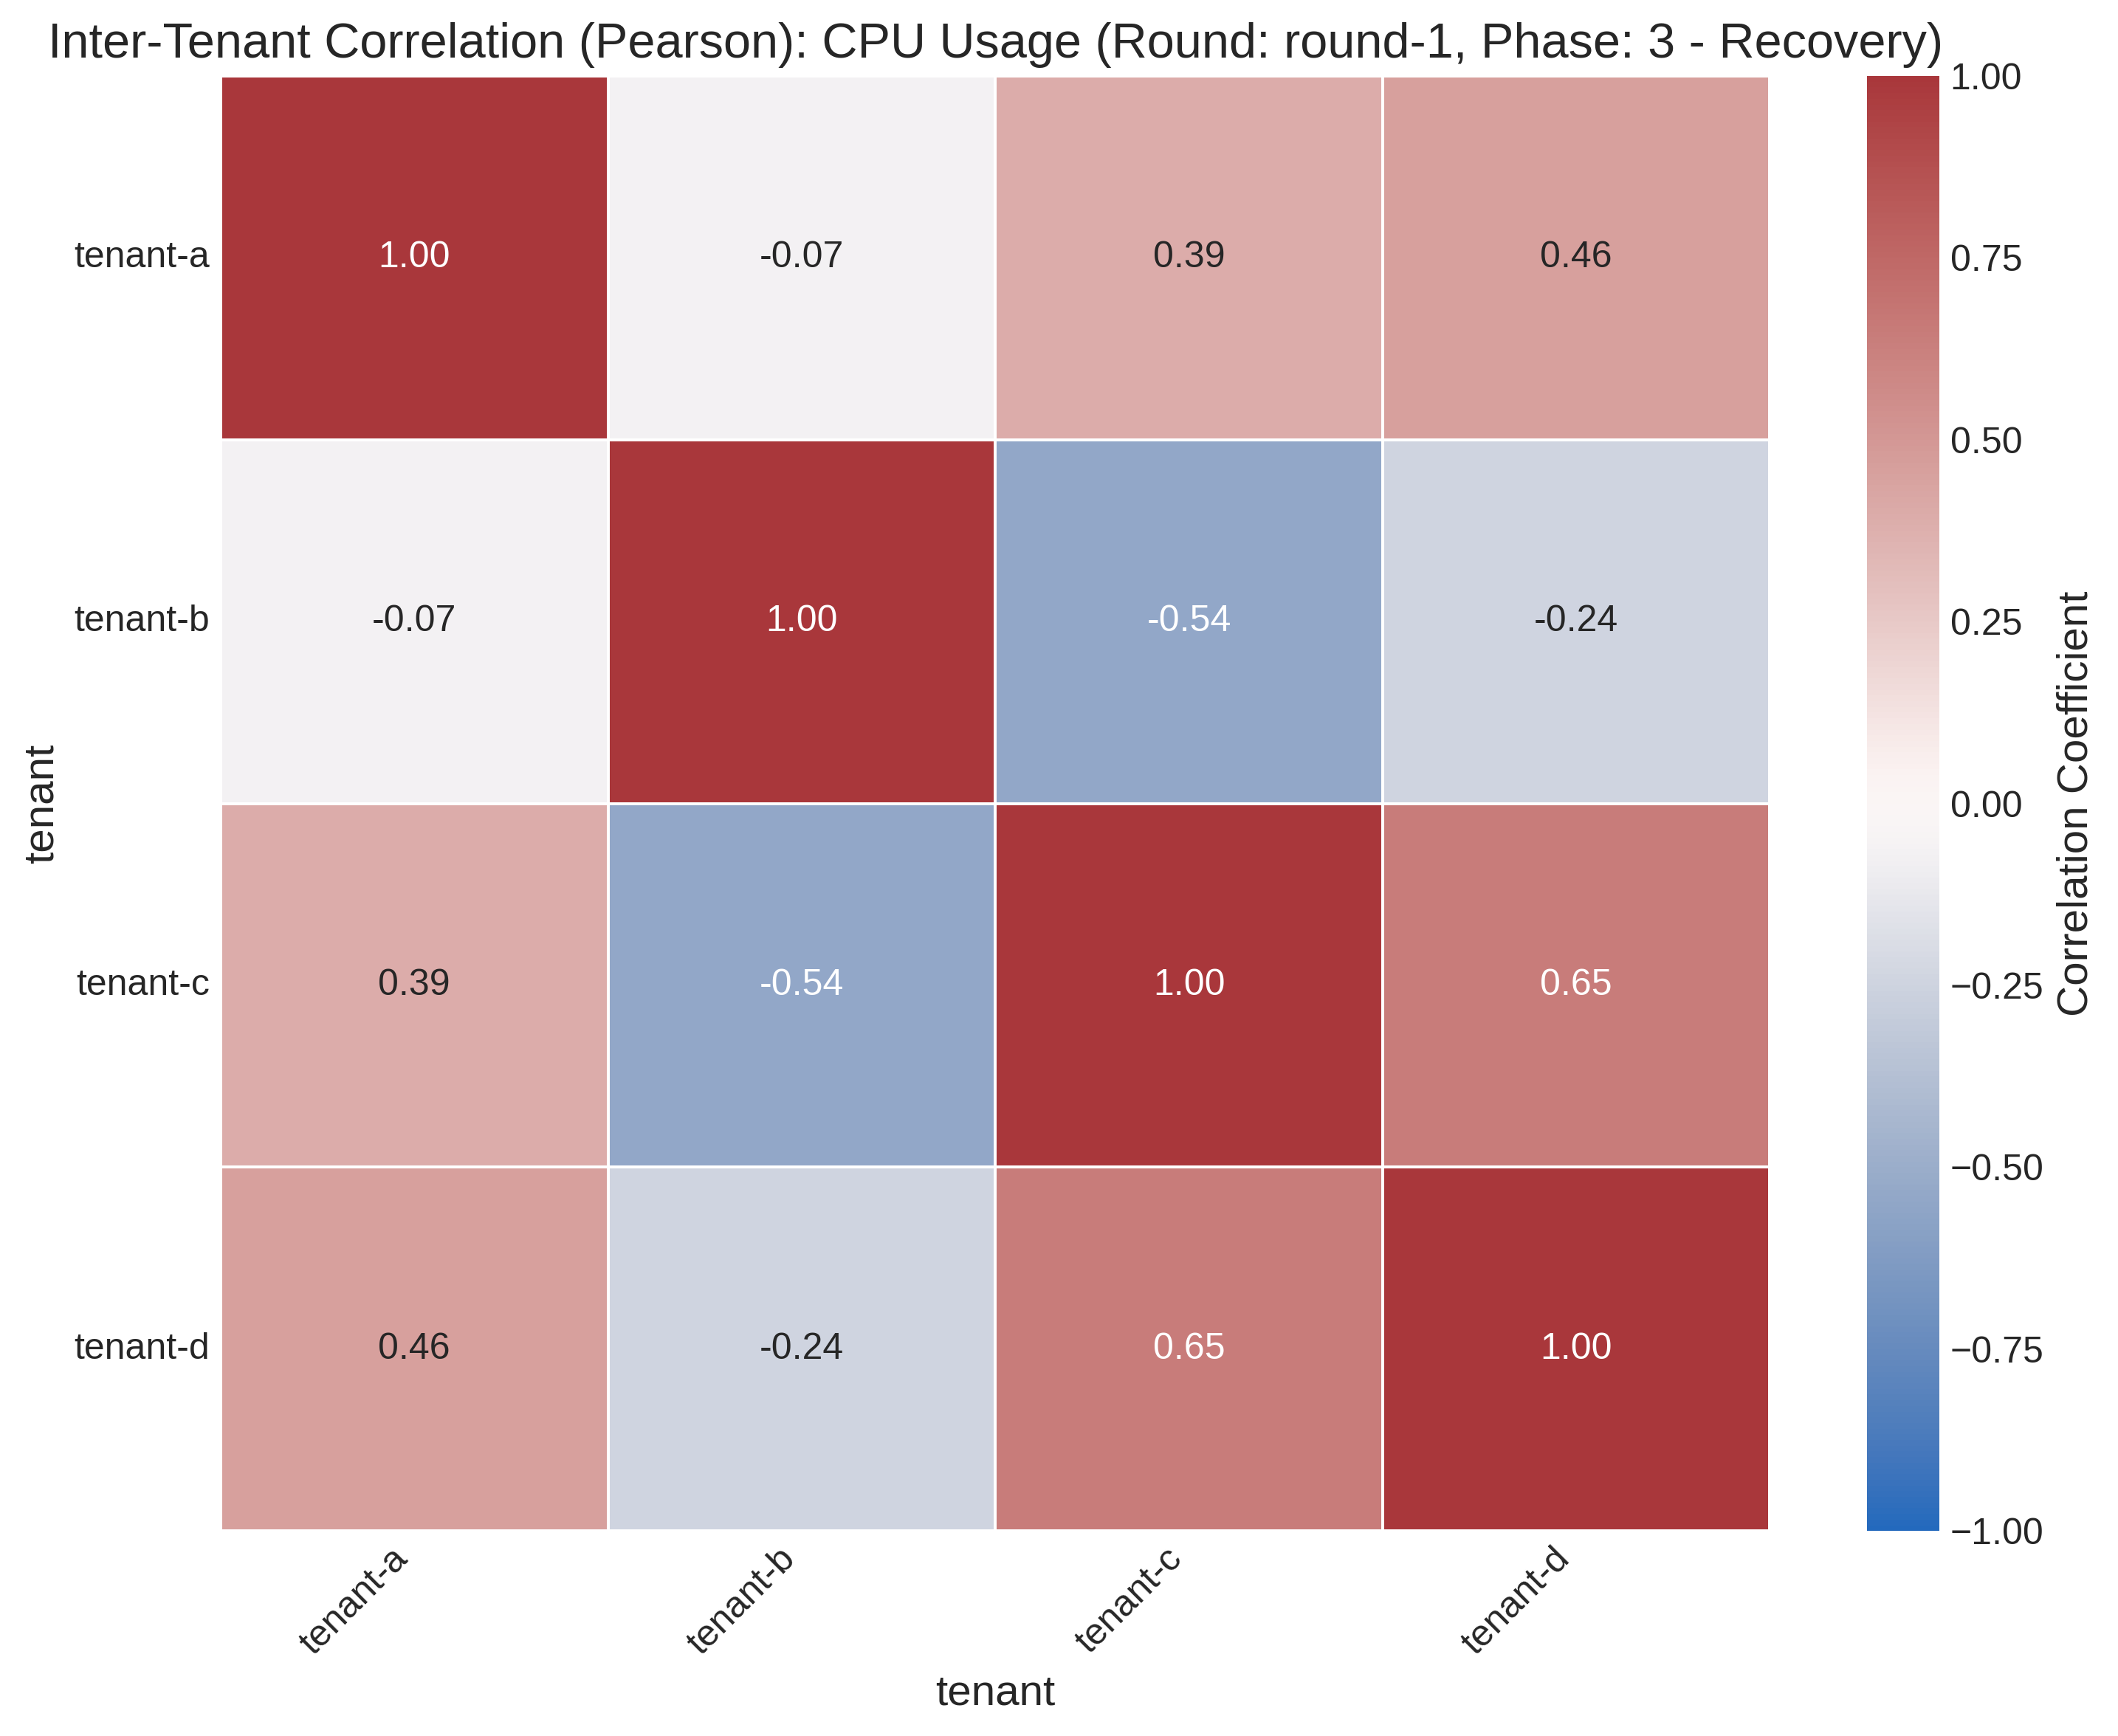 Inter-Tenant Correlation (Pearson): CPU Usage (Round: round-1, Phase: 3 - Recovery)
tenant-a 1.00 -0.07 0.39 0.46
tenant-b -0.07 1.00 -0.54 -0.24
tenant-c 0.39 -0.54 1.00 0.65
tenant-d 0.46 -0.24 0.65 1.00
tenant-a tenant-b tenant-c tenant-d
tenant
tenant
1.00
0.75
0.50
0.25
0.00
−0.25
−0.50
−0.75
−1.00
Correlation Coefficient